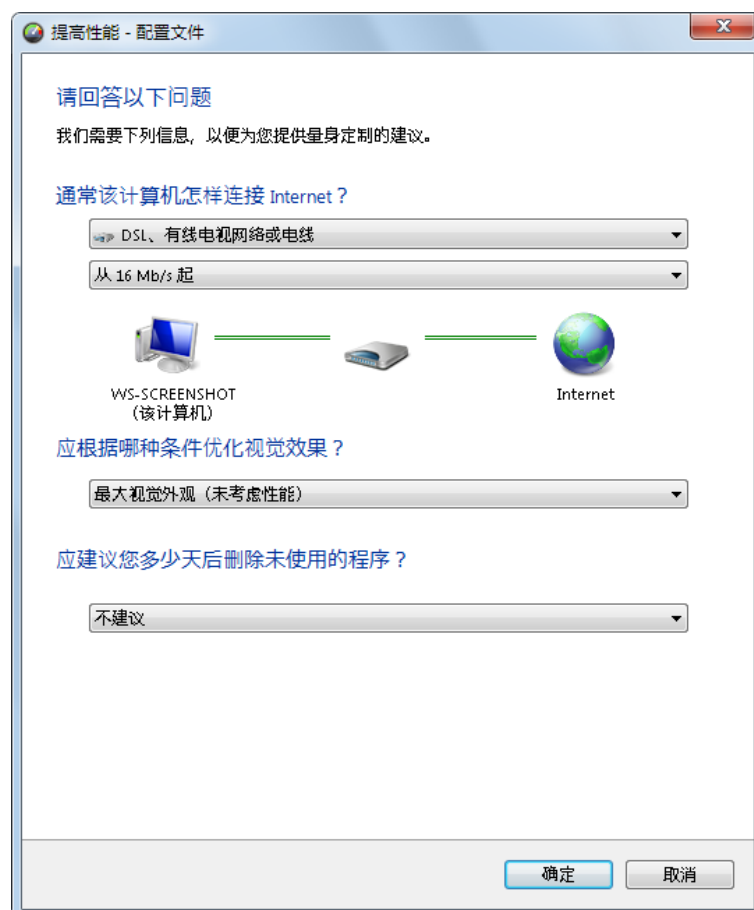 提高性能 - 配置文件
请回答以下问题
我们需要下列信息，以便为您提供量身定制的建议。
通常该计算机怎样连接 Internet？
DSL、有线电视网络或电线
从 16 Mb/s 起
WS-SCREENSHOT
（该计算机）
Internet
应根据哪种条件优化视觉效果？
最大视觉外观（未考虑性能）
应建议您多少天后删除未使用的程序？
不建议
确定
取消